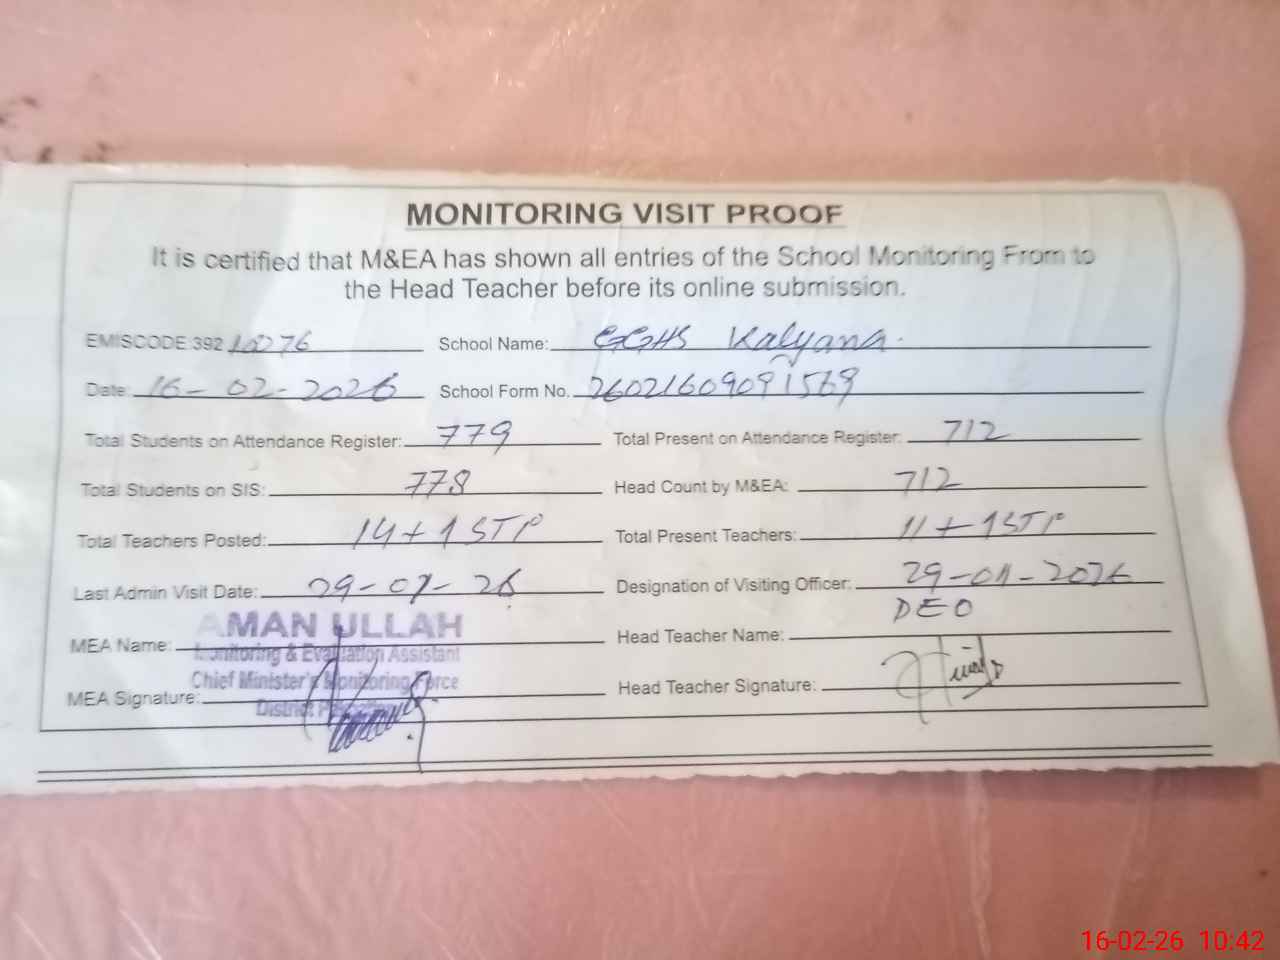 MONITORING VISIT PROOF
It is certified that M&EA has shown all entries of the School Monitoring From to
the Head Teacher before its online submission.
EMISCODE 392 10276 School Name: GGHS Kalyana.
Date: 16-02-2026 School Form No. 26021609091569
Total Students on Attendance Register: 779 Total Present on Attendance Register: 712
Total Students on SIS: 778 Head Count by M&EA: 712
Total Teachers Posted: 14+1STP Total Present Teachers: 11+1STP
Last Admin Visit Date: 29-01-26 Designation of Visiting Officer: 29-01-2026
DEO
MEA Name: AMAN ULLAH Head Teacher Name:
Monitoring & Evaluation Assistant
Chief Minister's Monitoring Force
MEA Signature: Head Teacher Signature:
District
16-02-26 10:42